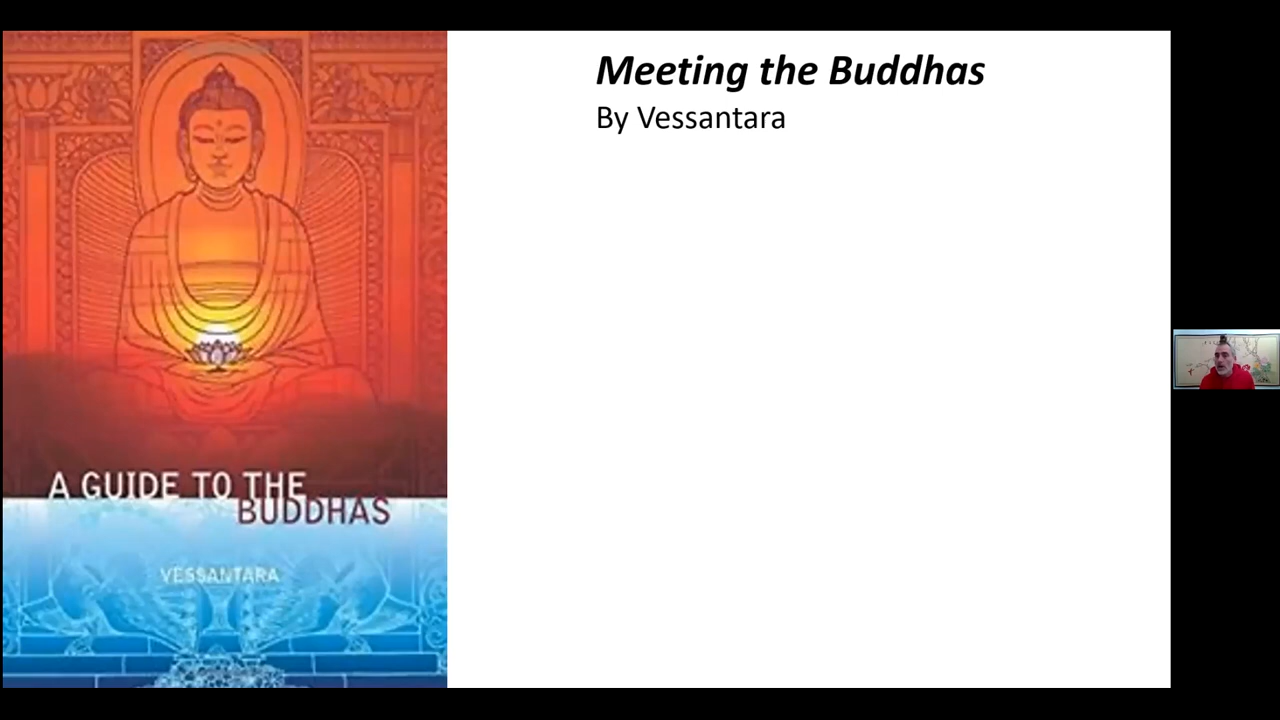 Meeting the Buddhas
By Vessantara
A GUIDE TO THE
BUDDHAS
VESSANTARA